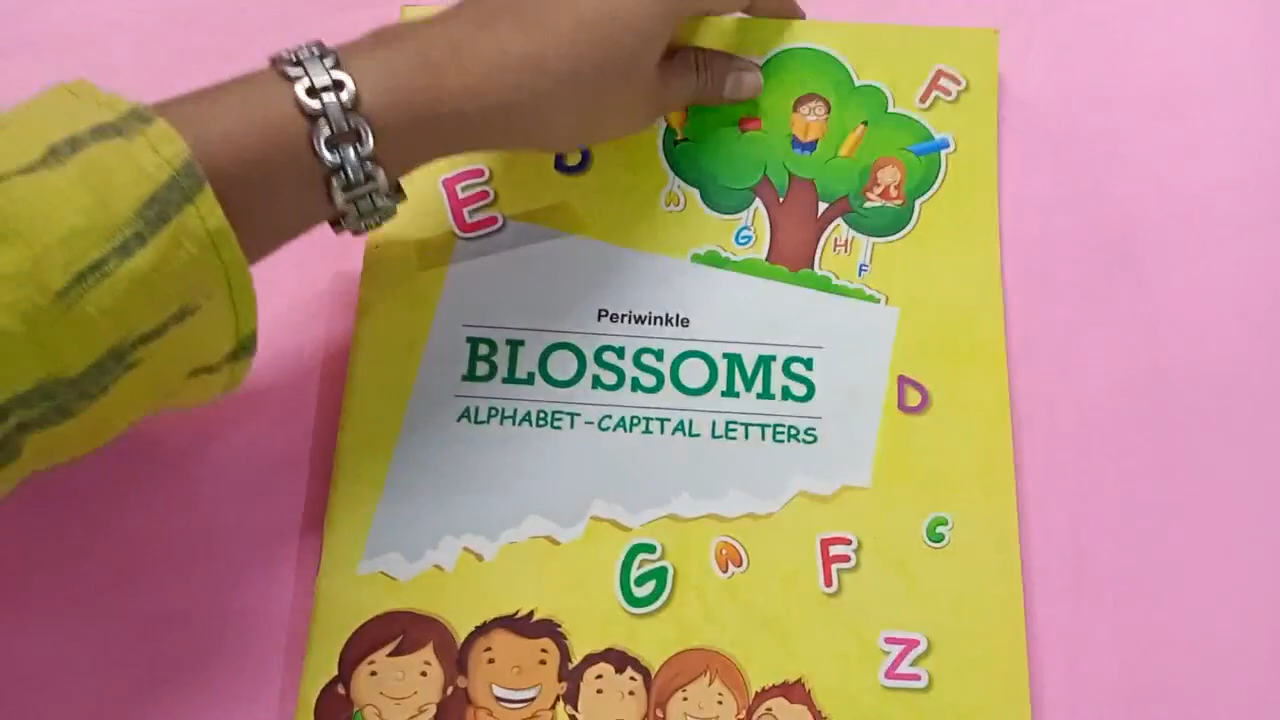 F
D
E
A
G
H
F
Periwinkle
BLOSSOMS
ALPHABET-CAPITAL LETTERS
D
C
G
A
F
Z